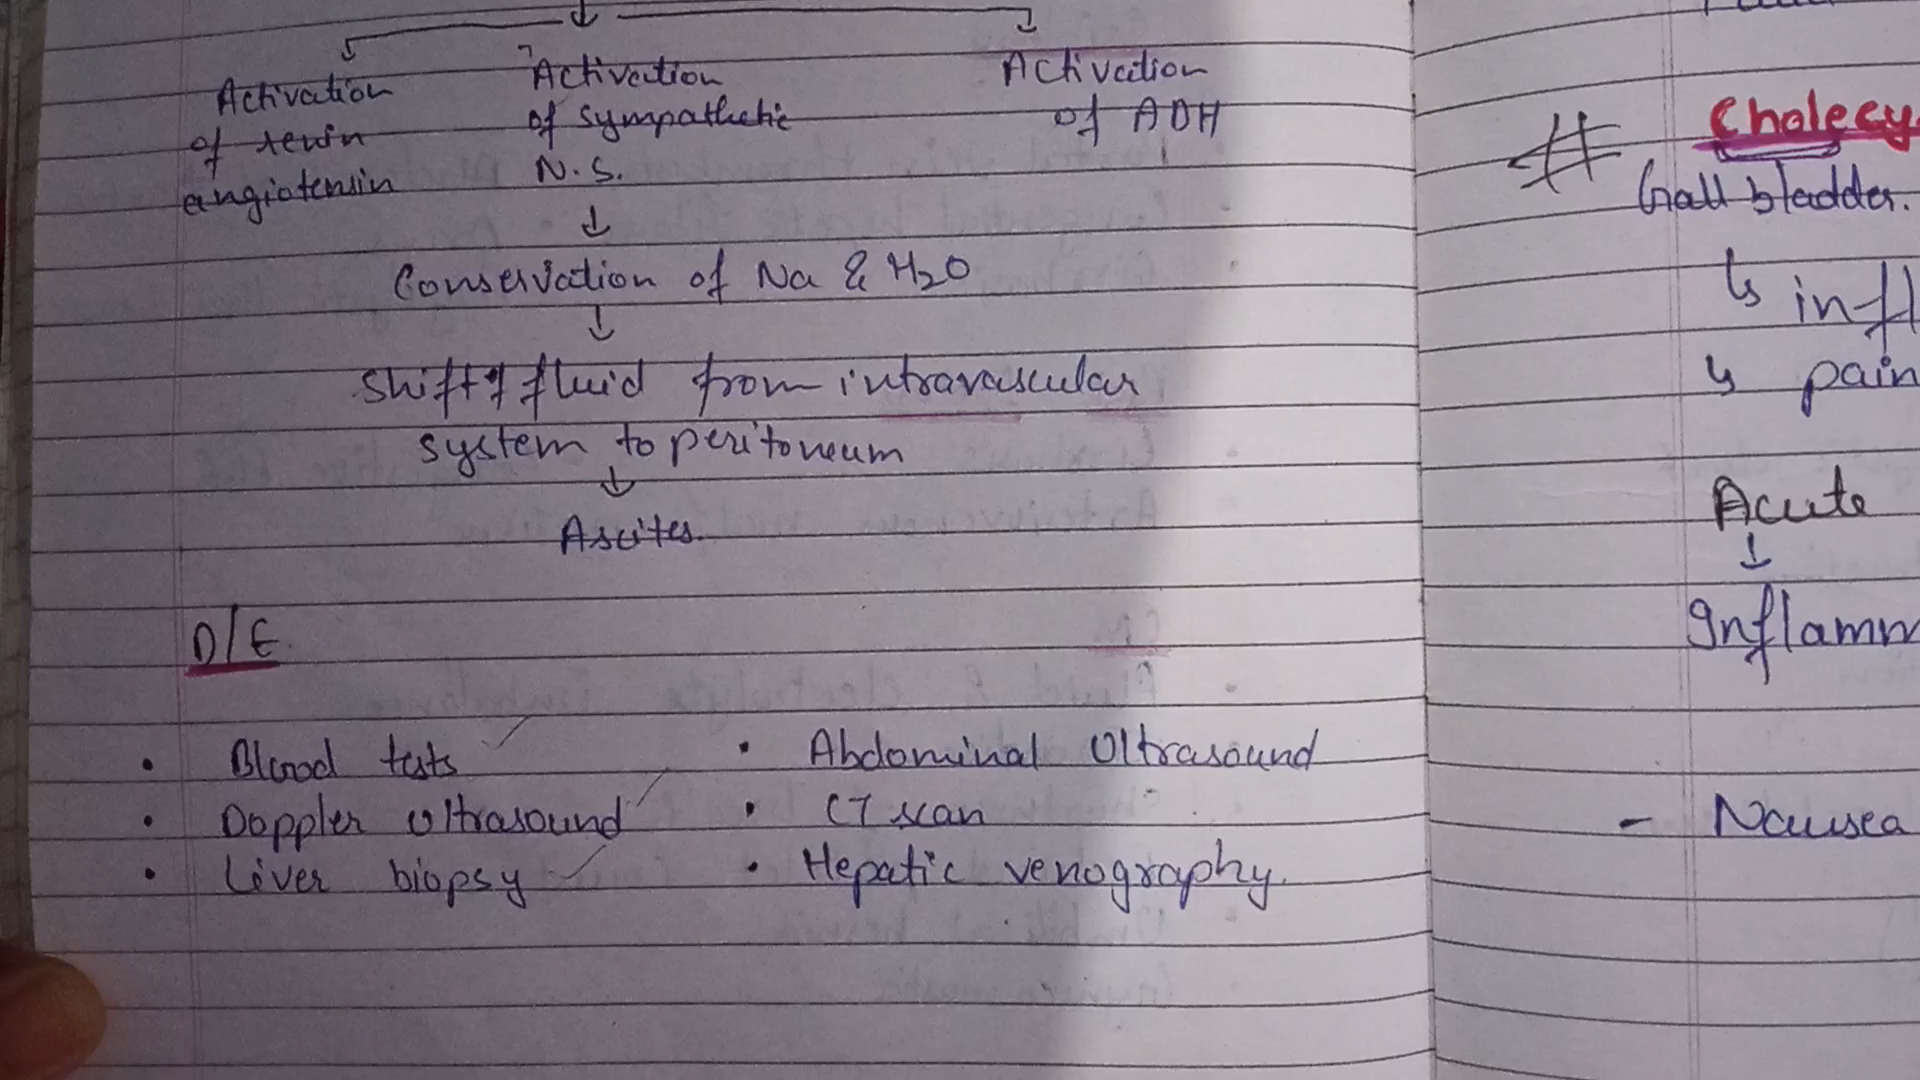 Activation
of renin
angiotensin
Activation
of sympathetic
N.S.
Activation
of ADH
Conservation of Na & H2O
Shift of fluid from intravascular
system to peritoneum
Ascites.
D/E
• Blood tests
• Doppler Ultrasound
• Liver biopsy
• Abdominal Ultrasound
• CT scan
• Hepatic venography.
# Cholecy
Gall bladder.
↳ infl
↳ pain
Acute
Inflamm
- Nausea